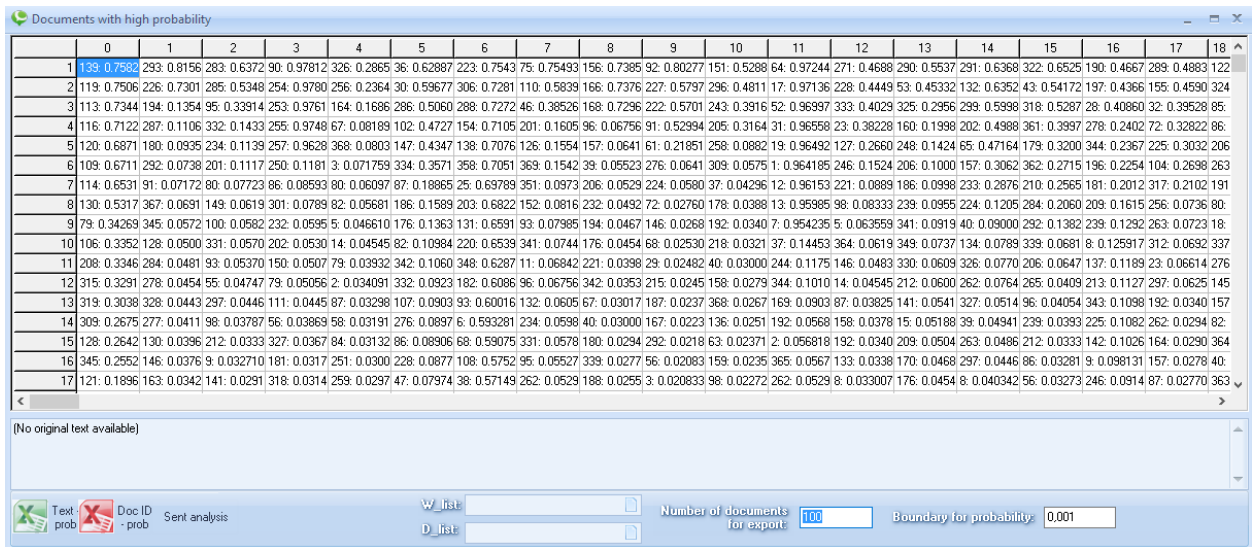 Documents with high probability
0 1 2 3 4 5 6 7 8 9 10 11 12 13 14 15 16 17 18
1 139: 0.7582 293: 0.8156 283: 0.6372 90: 0.97812 326: 0.2865 36: 0.62887 223: 0.7543 75: 0.75493 156: 0.7385 92: 0.80277 151: 0.5288 64: 0.97244 271: 0.4688 290: 0.5537 291: 0.6368 322: 0.6525 190: 0.4667 289: 0.4883 122
2 119: 0.7506 226: 0.7301 285: 0.5348 254: 0.9780 256: 0.2364 30: 0.59677 306: 0.7281 110: 0.5839 166: 0.7376 227: 0.5797 296: 0.4811 17: 0.97136 228: 0.4449 53: 0.45332 132: 0.6352 43: 0.54172 197: 0.4366 155: 0.4590 324
3 113: 0.7344 194: 0.1354 95: 0.33914 253: 0.9761 164: 0.1686 286: 0.5060 288: 0.7272 46: 0.38526 168: 0.7296 222: 0.5701 243: 0.3916 52: 0.96997 333: 0.4029 325: 0.2956 299: 0.5998 318: 0.5287 28: 0.40860 32: 0.39528 85:
4 116: 0.7122 287: 0.1106 332: 0.1433 255: 0.9748 67: 0.08189 102: 0.4727 154: 0.7105 201: 0.1605 96: 0.06756 91: 0.52994 205: 0.3164 31: 0.96558 23: 0.38228 160: 0.1998 202: 0.4988 361: 0.3997 278: 0.2402 72: 0.32822 86:
5 120: 0.6871 180: 0.0935 234: 0.1139 257: 0.9628 368: 0.0803 147: 0.4347 138: 0.7076 126: 0.1554 157: 0.0641 61: 0.21851 258: 0.0882 19: 0.96492 127: 0.2660 248: 0.1424 65: 0.47164 179: 0.3200 344: 0.2367 225: 0.3032 206
6 109: 0.6711 292: 0.0738 201: 0.1117 250: 0.1181 3: 0.071759 334: 0.3571 358: 0.7051 369: 0.1542 39: 0.05523 276: 0.0641 309: 0.0575 1: 0.964185 246: 0.1524 206: 0.1000 157: 0.3062 362: 0.2715 196: 0.2254 104: 0.2698 263
7 114: 0.6531 91: 0.07172 80: 0.07723 86: 0.08593 80: 0.06097 87: 0.18865 25: 0.69789 351: 0.0973 206: 0.0529 224: 0.0580 37: 0.04296 12: 0.96153 221: 0.0889 186: 0.0998 233: 0.2876 210: 0.2565 181: 0.2012 317: 0.2102 191
8 130: 0.5317 367: 0.0691 149: 0.0619 301: 0.0789 82: 0.05681 186: 0.1589 203: 0.6822 152: 0.0816 232: 0.0492 72: 0.02760 178: 0.0388 13: 0.95985 98: 0.08333 239: 0.0955 224: 0.1205 284: 0.2060 209: 0.1615 256: 0.0736 80:
9 79: 0.34269 345: 0.0572 100: 0.0582 232: 0.0595 5: 0.046610 176: 0.1363 131: 0.6591 93: 0.07985 194: 0.0467 146: 0.0268 192: 0.0340 7: 0.954235 5: 0.063559 341: 0.0919 40: 0.09000 292: 0.1382 239: 0.1292 263: 0.0723 18:
10 106: 0.3352 128: 0.0500 331: 0.0570 202: 0.0530 14: 0.04545 82: 0.10984 220: 0.6539 341: 0.0744 176: 0.0454 68: 0.02530 218: 0.0321 37: 0.14453 364: 0.0619 349: 0.0737 134: 0.0789 339: 0.0681 8: 0.125917 312: 0.0692 337
11 208: 0.3346 284: 0.0481 93: 0.05370 150: 0.0507 79: 0.03932 342: 0.1060 348: 0.6287 11: 0.06842 221: 0.0398 29: 0.02482 40: 0.03000 244: 0.1175 146: 0.0483 330: 0.0609 326: 0.0770 206: 0.0647 137: 0.1189 23: 0.06614 276
12 315: 0.3291 278: 0.0454 55: 0.04747 79: 0.05056 2: 0.034091 332: 0.0923 182: 0.6086 96: 0.06756 342: 0.0353 215: 0.0245 158: 0.0279 344: 0.1010 14: 0.04545 212: 0.0600 262: 0.0764 265: 0.0409 213: 0.1127 297: 0.0625 145
13 319: 0.3038 328: 0.0443 297: 0.0446 111: 0.0445 87: 0.03298 107: 0.0903 93: 0.60016 132: 0.0605 67: 0.03017 187: 0.0237 368: 0.0267 169: 0.0903 87: 0.03825 141: 0.0541 327: 0.0514 96: 0.04054 343: 0.1098 192: 0.0340 157
14 309: 0.2675 277: 0.0411 98: 0.03787 56: 0.03869 58: 0.03191 276: 0.0897 6: 0.593281 234: 0.0598 40: 0.03000 167: 0.0223 136: 0.0251 192: 0.0568 158: 0.0378 15: 0.05188 39: 0.04941 239: 0.0393 225: 0.1082 262: 0.0294 82:
15 128: 0.2642 130: 0.0396 212: 0.0333 327: 0.0367 84: 0.03132 86: 0.08906 68: 0.59075 331: 0.0578 180: 0.0294 292: 0.0218 63: 0.02371 2: 0.056818 192: 0.0340 209: 0.0504 263: 0.0486 212: 0.0333 142: 0.1026 164: 0.0290 364
16 345: 0.2552 146: 0.0376 9: 0.032710 181: 0.0317 251: 0.0300 228: 0.0877 108: 0.5752 95: 0.05527 339: 0.0277 56: 0.02083 159: 0.0235 365: 0.0567 133: 0.0338 170: 0.0468 297: 0.0446 86: 0.03281 9: 0.098131 157: 0.0278 40:
17 121: 0.1896 163: 0.0342 141: 0.0291 318: 0.0314 259: 0.0297 47: 0.07974 38: 0.57149 262: 0.0529 188: 0.0255 3: 0.020833 98: 0.02272 262: 0.0529 8: 0.033007 176: 0.0454 8: 0.040342 56: 0.03273 246: 0.0914 87: 0.02770 363
(No original text available)
Text - prob Doc ID - prob Sent analysis
W_list:
D_list:
Number of documents for export: 100
Boundary for probability: 0,001